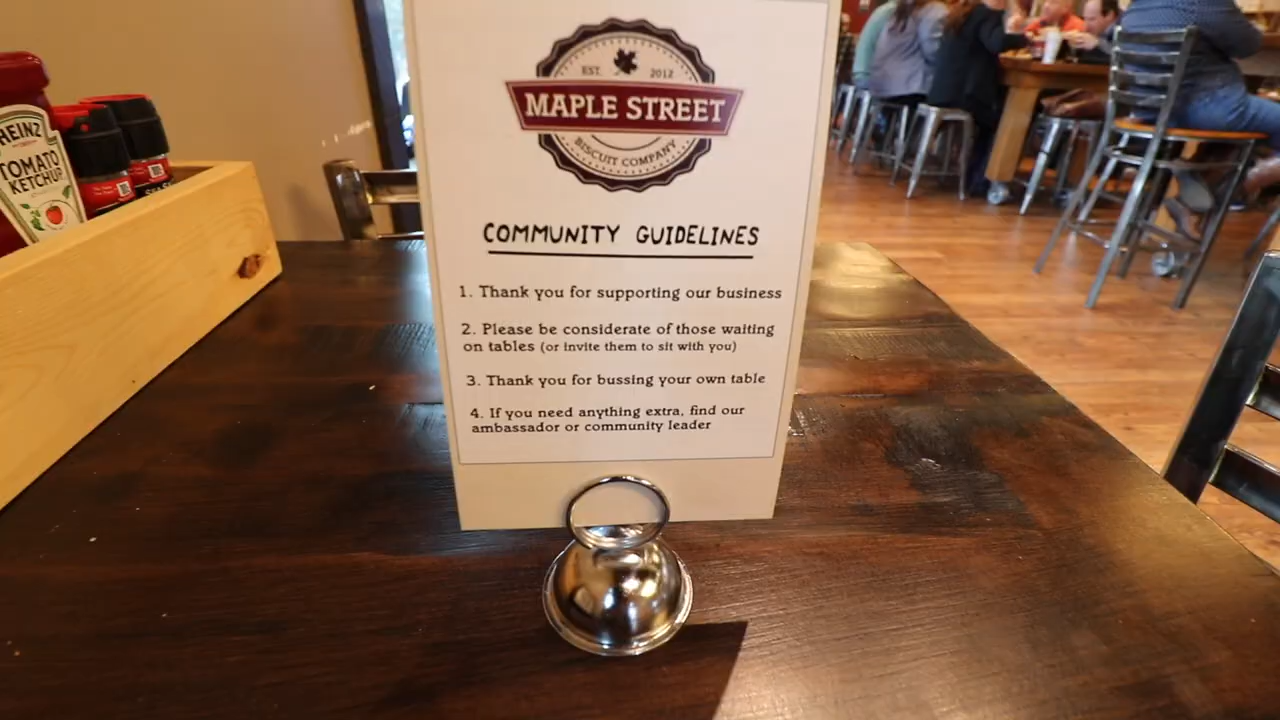 HEINZ
TOMATO
KETCHUP
EST. 2012
MAPLE STREET
BISCUIT COMPANY
COMMUNITY GUIDELINES
1. Thank you for supporting our business
2. Please be considerate of those waiting
on tables (or invite them to sit with you)
3. Thank you for bussing your own table
4. If you need anything extra, find our
ambassador or community leader